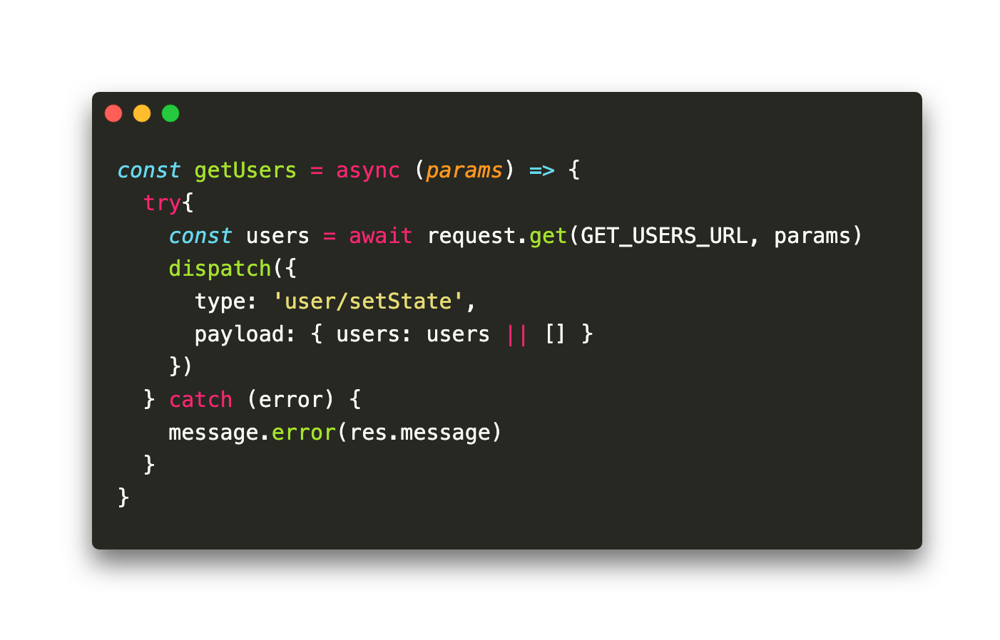 const getUsers = async (params) => {
  try{
    const users = await request.get(GET_USERS_URL, params)
    dispatch({
      type: 'user/setState',
      payload: { users: users || [] }
    })
  } catch (error) {
    message.error(res.message)
  }
}